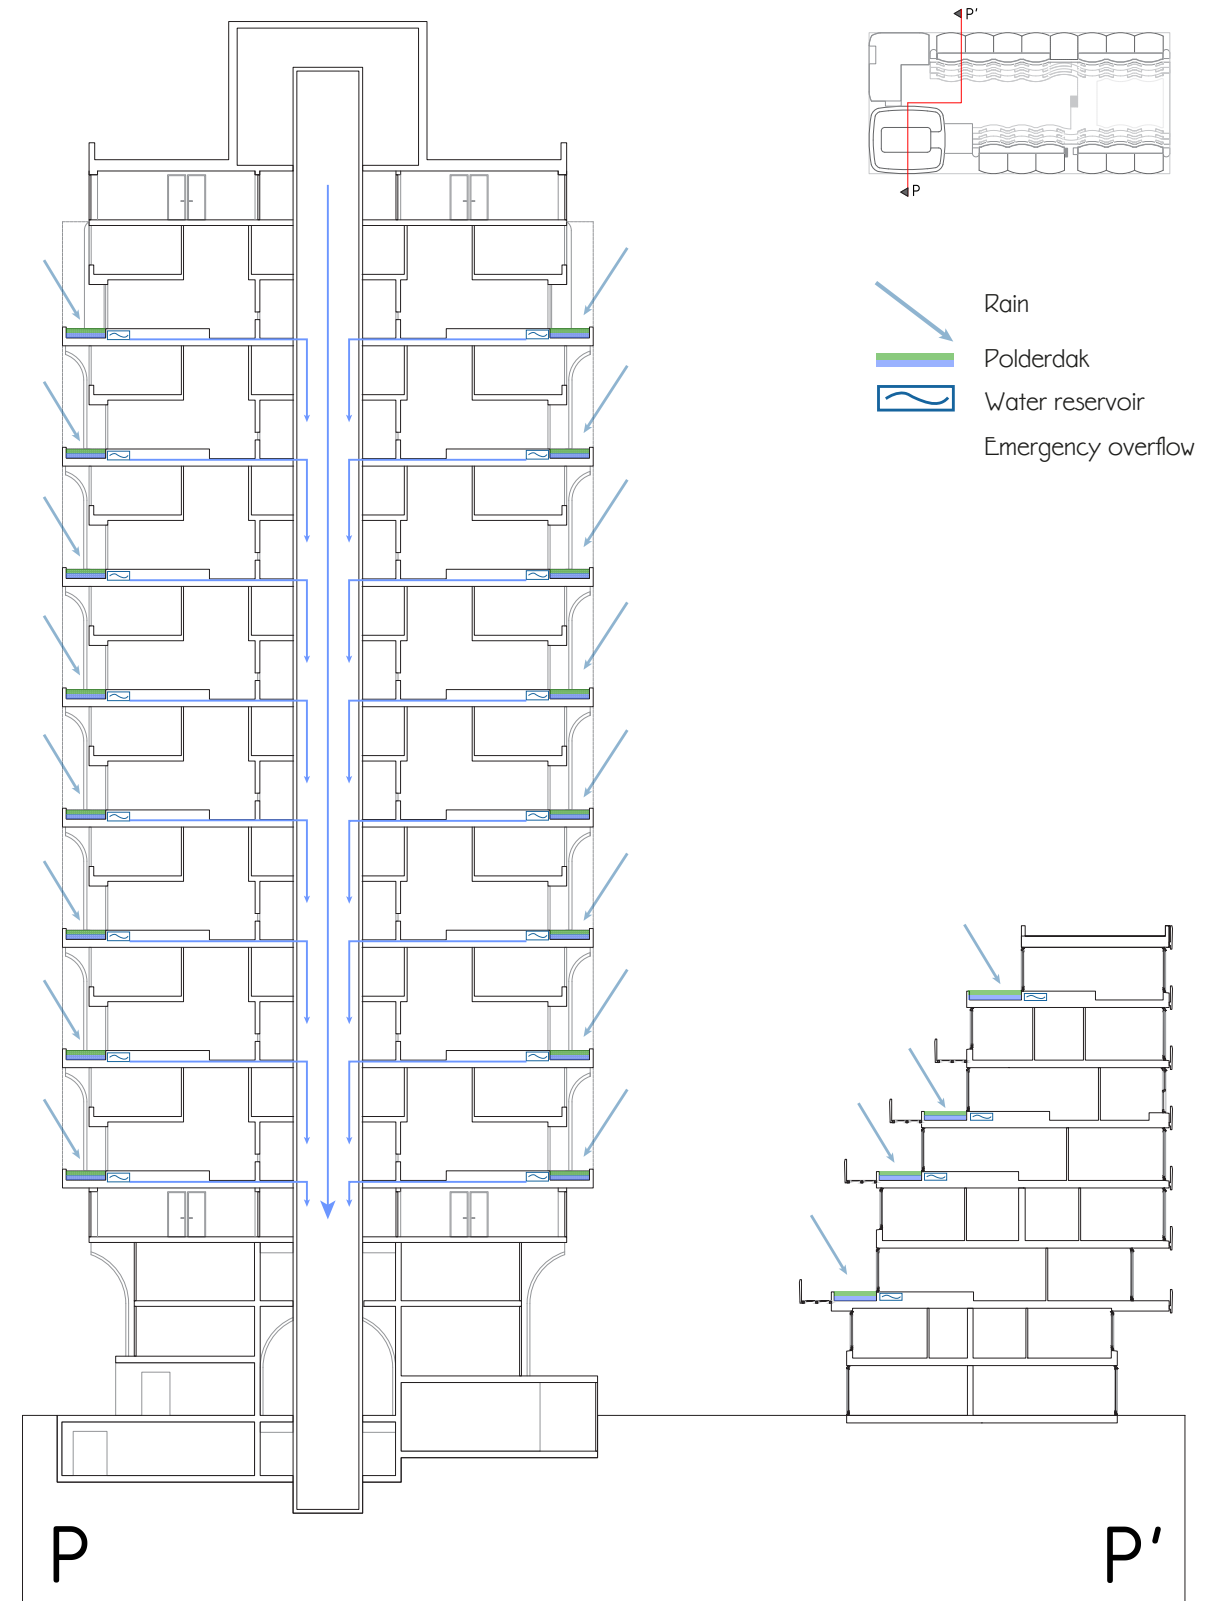 P'
P
Rain
Polderdak
Water reservoir
Emergency overflow
P
P'